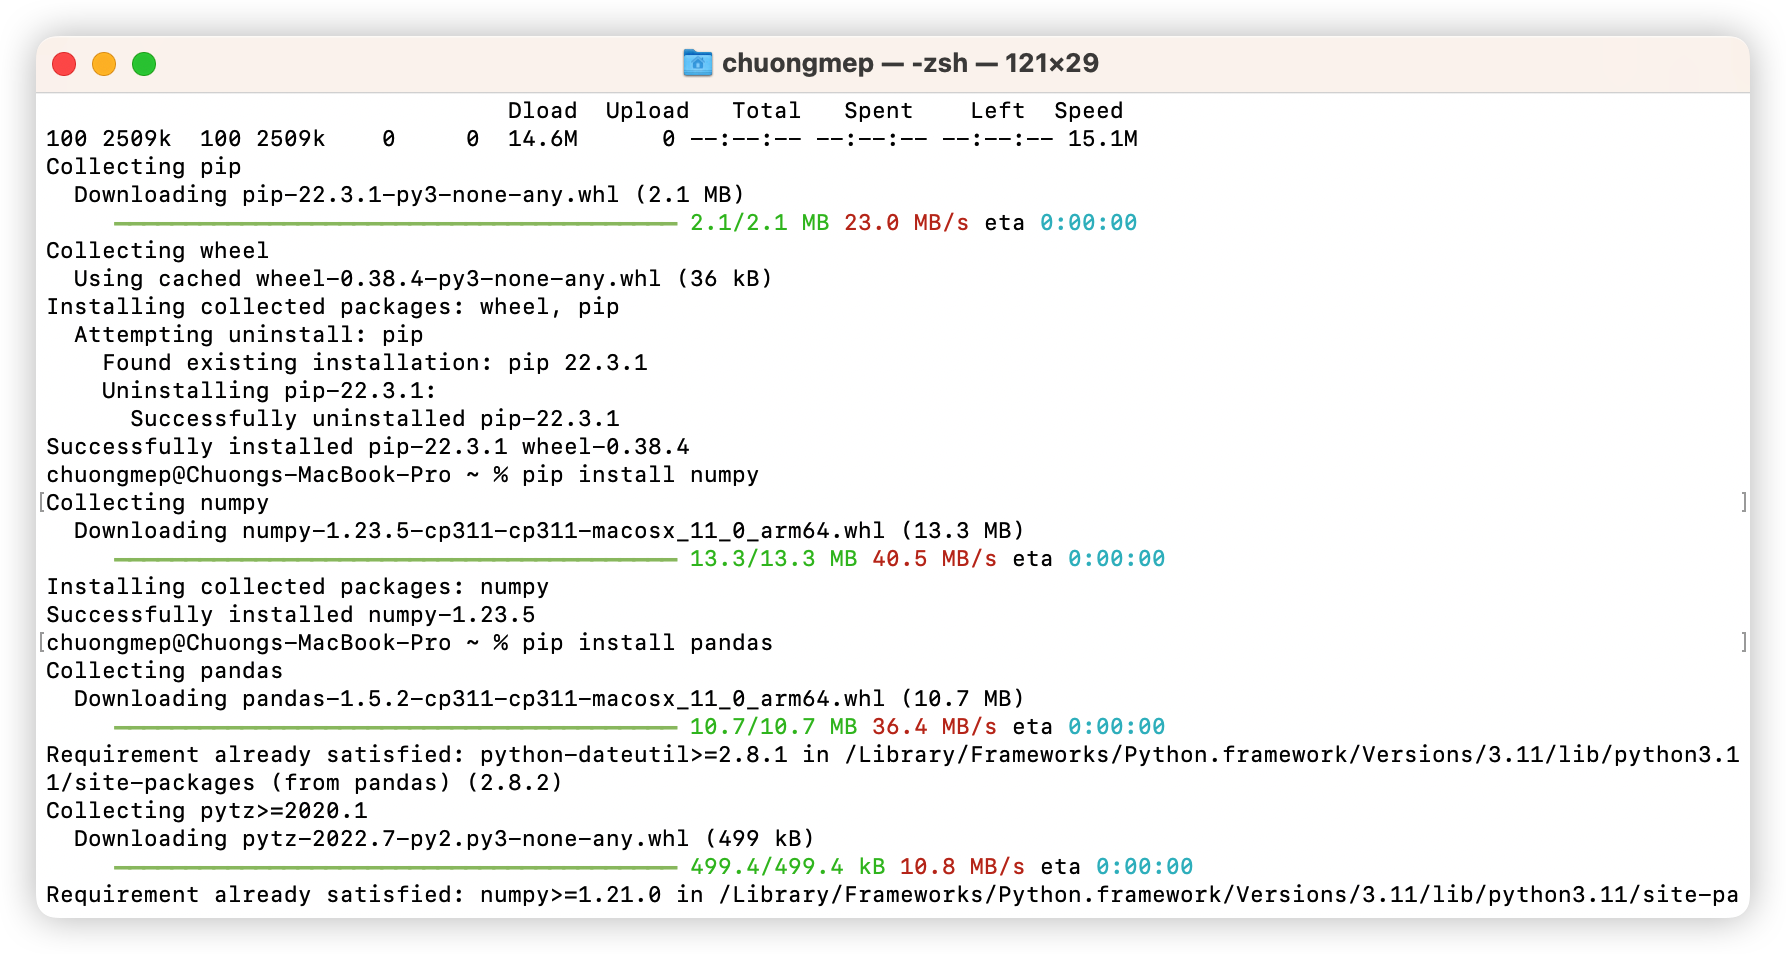 chuongmep — -zsh — 121×29
Dload  Upload   Total   Spent    Left  Speed
100 2509k  100 2509k    0     0  14.6M      0 --:--:-- --:--:-- --:--:-- 15.1M
Collecting pip
  Downloading pip-22.3.1-py3-none-any.whl (2.1 MB)
2.1/2.1 MB 23.0 MB/s eta 0:00:00
Collecting wheel
  Using cached wheel-0.38.4-py3-none-any.whl (36 kB)
Installing collected packages: wheel, pip
  Attempting uninstall: pip
    Found existing installation: pip 22.3.1
    Uninstalling pip-22.3.1:
      Successfully uninstalled pip-22.3.1
Successfully installed pip-22.3.1 wheel-0.38.4
chuongmep@Chuongs-MacBook-Pro ~ % pip install numpy
[Collecting numpy ]
  Downloading numpy-1.23.5-cp311-cp311-macosx_11_0_arm64.whl (13.3 MB)
13.3/13.3 MB 40.5 MB/s eta 0:00:00
Installing collected packages: numpy
Successfully installed numpy-1.23.5
[chuongmep@Chuongs-MacBook-Pro ~ % pip install pandas ]
Collecting pandas
  Downloading pandas-1.5.2-cp311-cp311-macosx_11_0_arm64.whl (10.7 MB)
10.7/10.7 MB 36.4 MB/s eta 0:00:00
Requirement already satisfied: python-dateutil>=2.8.1 in /Library/Frameworks/Python.framework/Versions/3.11/lib/python3.1
1/site-packages (from pandas) (2.8.2)
Collecting pytz>=2020.1
  Downloading pytz-2022.7-py2.py3-none-any.whl (499 kB)
499.4/499.4 kB 10.8 MB/s eta 0:00:00
Requirement already satisfied: numpy>=1.21.0 in /Library/Frameworks/Python.framework/Versions/3.11/lib/python3.11/site-pa